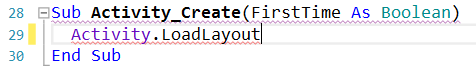 28 Sub Activity_Create(FirstTime As Boolean)
29 Activity.LoadLayout
30 End Sub